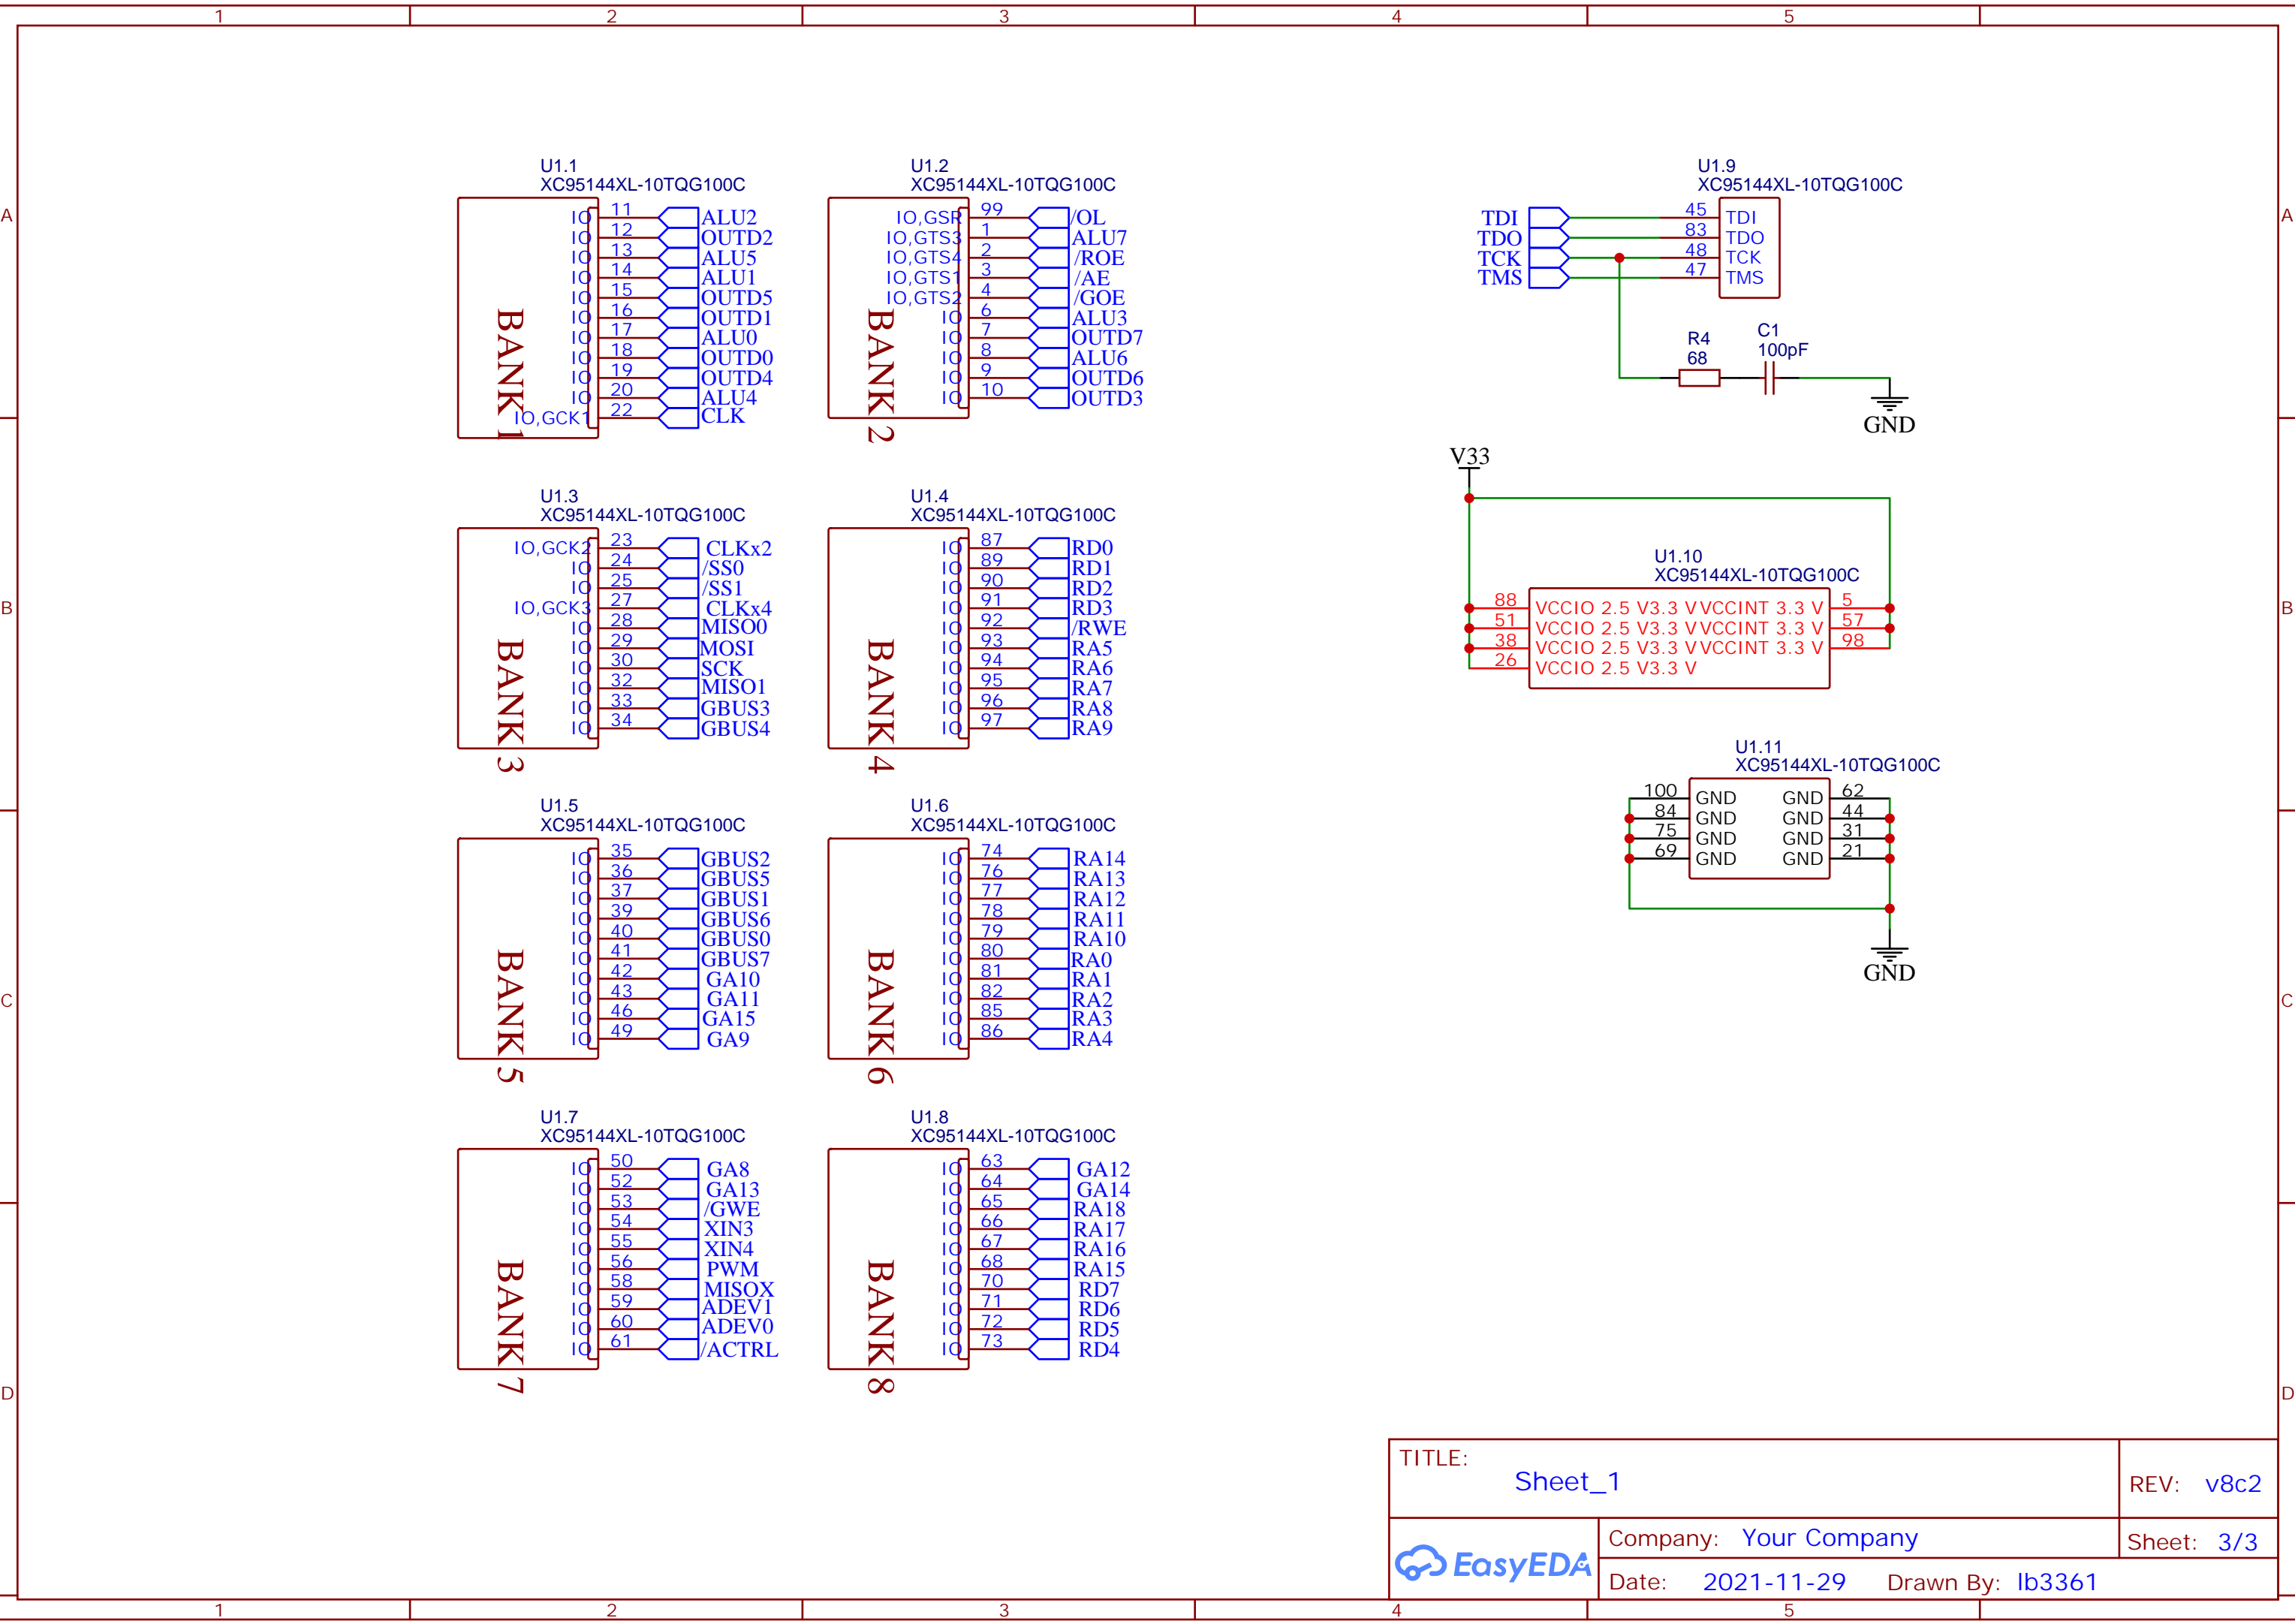 1 2 3 4 5
A A
B B
C C
D D
U1.1
XC95144XL-10TQG100C
BANK 1
IO 11 ALU2
IO 12 OUTD2
IO 13 ALU5
IO 14 ALU1
IO 15 OUTD5
IO 16 OUTD1
IO 17 ALU0
IO 18 OUTD0
IO 19 OUTD4
IO 20 ALU4
IO,GCK1 22 CLK
U1.2
XC95144XL-10TQG100C
BANK 2
IO,GSR 99 /OL
IO,GTS3 1 ALU7
IO,GTS4 2 /ROE
IO,GTS1 3 /AE
IO,GTS2 4 /GOE
IO 6 ALU3
IO 7 OUTD7
IO 8 ALU6
IO 9 OUTD6
IO 10 OUTD3
U1.9
XC95144XL-10TQG100C
TDI 45 TDI
TDO 83 TDO
TCK 48 TCK
TMS 47 TMS
R4
68
C1
100pF
GND
U1.3
XC95144XL-10TQG100C
BANK 3
IO,GCK2 23 CLKx2
IO 24 /SS0
IO 25 /SS1
IO,GCK3 27 CLKx4
IO 28 MISO0
IO 29 MOSI
IO 30 SCK
IO 32 MISO1
IO 33 GBUS3
IO 34 GBUS4
U1.4
XC95144XL-10TQG100C
BANK 4
IO 87 RD0
IO 89 RD1
IO 90 RD2
IO 91 RD3
IO 92 /RWE
IO 93 RA5
IO 94 RA6
IO 95 RA7
IO 96 RA8
IO 97 RA9
V33
U1.10
XC95144XL-10TQG100C
88 VCCIO 2.5 V3.3 V VCCINT 3.3 V 5
51 VCCIO 2.5 V3.3 V VCCINT 3.3 V 57
38 VCCIO 2.5 V3.3 V VCCINT 3.3 V 98
26 VCCIO 2.5 V3.3 V
U1.11
XC95144XL-10TQG100C
100 GND GND 62
84 GND GND 44
75 GND GND 31
69 GND GND 21
GND
U1.5
XC95144XL-10TQG100C
BANK 5
IO 35 GBUS2
IO 36 GBUS5
IO 37 GBUS1
IO 39 GBUS6
IO 40 GBUS0
IO 41 GBUS7
IO 42 GA10
IO 43 GA11
IO 46 GA15
IO 49 GA9
U1.6
XC95144XL-10TQG100C
BANK 6
IO 74 RA14
IO 76 RA13
IO 77 RA12
IO 78 RA11
IO 79 RA10
IO 80 RA0
IO 81 RA1
IO 82 RA2
IO 85 RA3
IO 86 RA4
U1.7
XC95144XL-10TQG100C
BANK 7
IO 50 GA8
IO 52 GA13
IO 53 /GWE
IO 54 XIN3
IO 55 XIN4
IO 56 PWM
IO 58 MISOX
IO 59 ADEV1
IO 60 ADEV0
IO 61 /ACTRL
U1.8
XC95144XL-10TQG100C
BANK 8
IO 63 GA12
IO 64 GA14
IO 65 RA18
IO 66 RA17
IO 67 RA16
IO 68 RA15
IO 70 RD7
IO 71 RD6
IO 72 RD5
IO 73 RD4
TITLE:
Sheet_1
REV: v8c2
EasyEDA
Company: Your Company
Sheet: 3/3
Date: 2021-11-29 Drawn By: lb3361
1 2 3 4 5